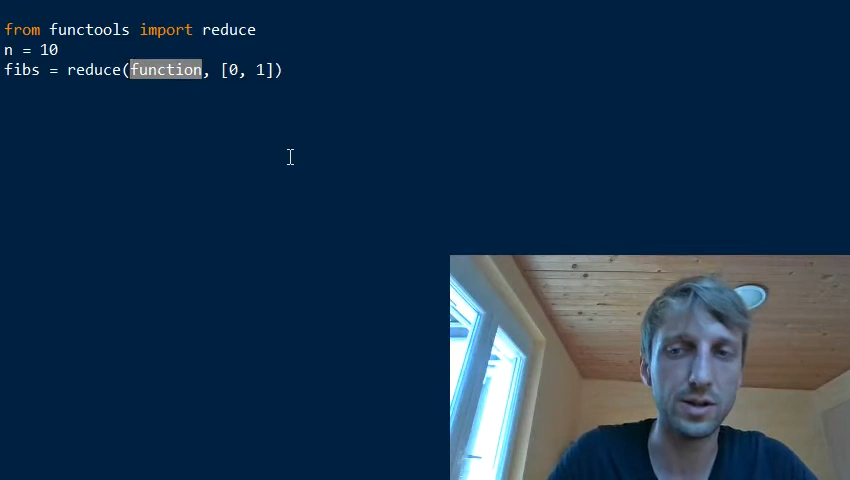 from functools import reduce
n = 10
fibs = reduce(function, [0, 1])